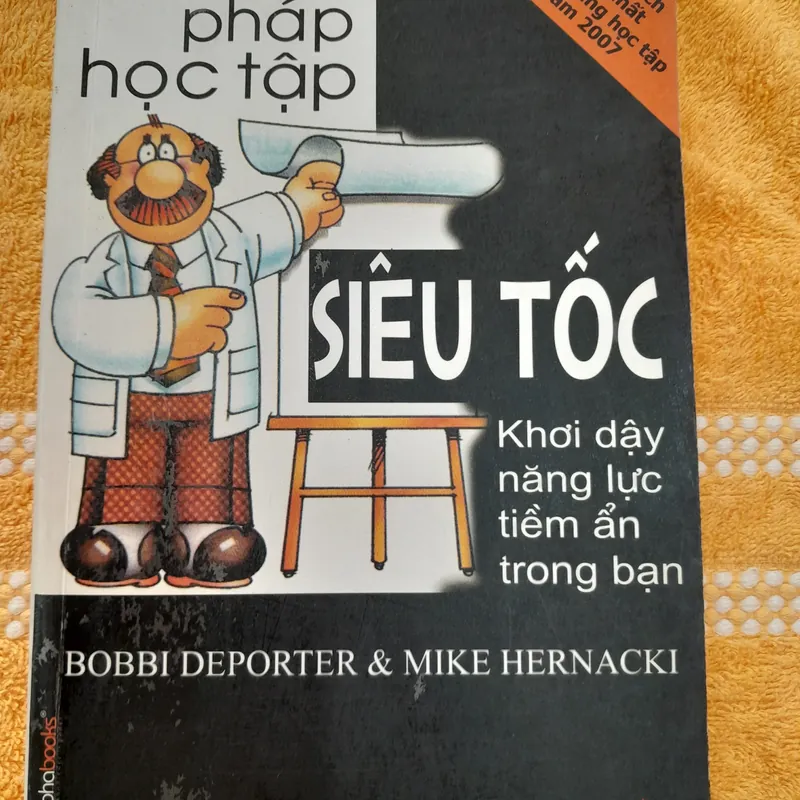 pháp
học tập
nhất
học tập
2007
SIÊU TỐC
Khơi dậy
năng lực
tiềm ẩn
trong bạn
BOBBI DEPORTER & MIKE HERNACKI
books®